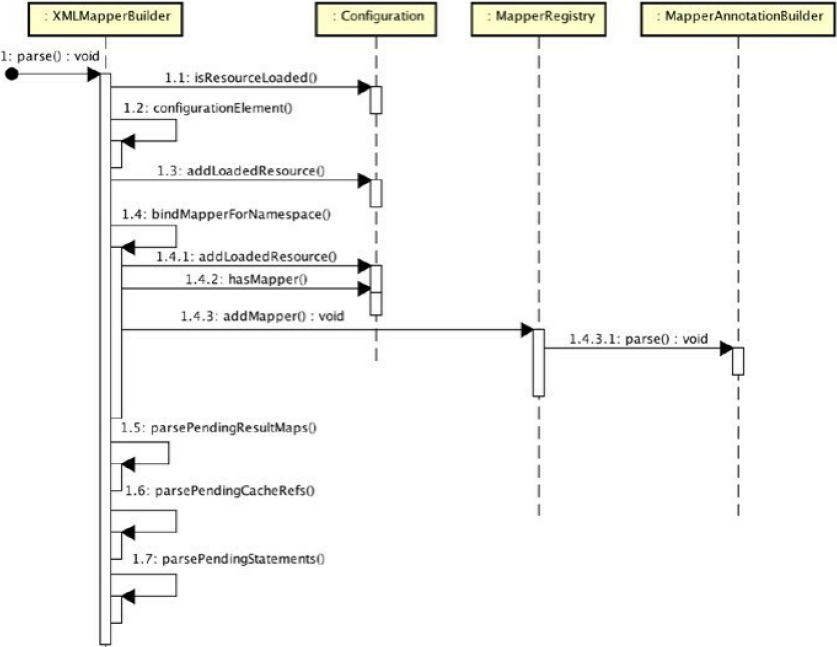 : XMLMapperBuilder
: Configuration
: MapperRegistry
: MapperAnnotationBuilder
1: parse() : void
1.1: isResourceLoaded()
1.2: configurationElement()
1.3: addLoadedResource()
1.4: bindMapperForNamespace()
1.4.1: addLoadedResource()
1.4.2: hasMapper()
1.4.3: addMapper() : void
1.4.3.1: parse() : void
1.5: parsePendingResultMaps()
1.6: parsePendingCacheRefs()
1.7: parsePendingStatements()